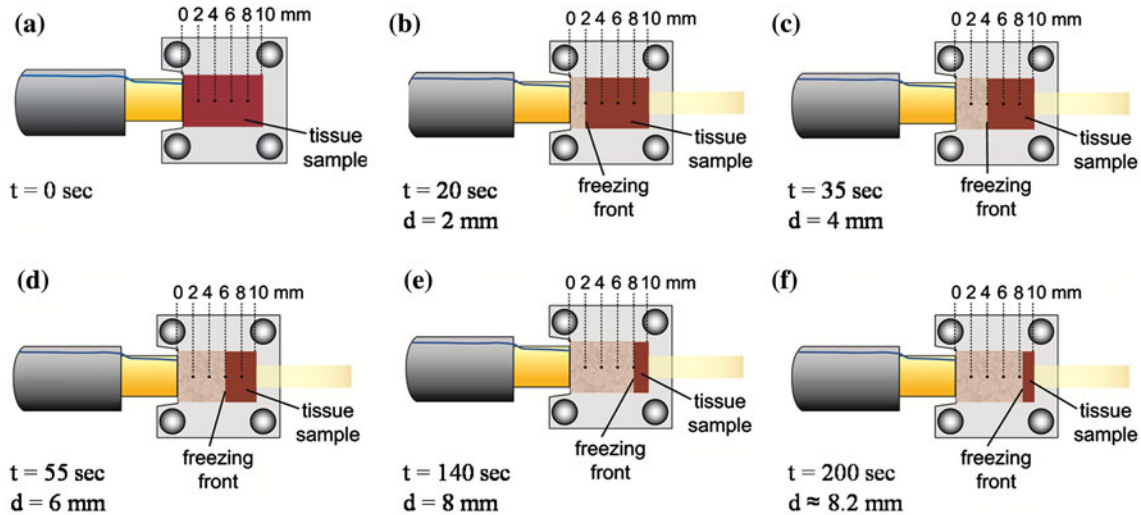 (a)
0 2 4 6 8 10 mm
tissue
sample
t = 0 sec
(b)
0 2 4 6 8 10 mm
tissue
sample
freezing
front
t = 20 sec
d = 2 mm
(c)
0 2 4 6 8 10 mm
tissue
sample
freezing
front
t = 35 sec
d = 4 mm
(d)
0 2 4 6 8 10 mm
tissue
sample
freezing
front
t = 55 sec
d = 6 mm
(e)
0 2 4 6 8 10 mm
tissue
sample
freezing
front
t = 140 sec
d = 8 mm
(f)
0 2 4 6 8 10 mm
tissue
sample
freezing
front
t = 200 sec
d ≈ 8.2 mm